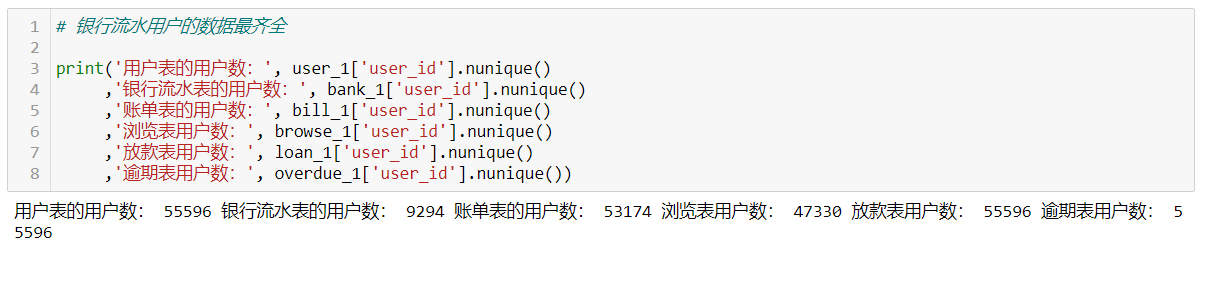 1 # 银行流水用户的数据最齐全
2
3 print('用户表的用户数：', user_1['user_id'].nunique()
4 ,'银行流水表的用户数：', bank_1['user_id'].nunique()
5 ,'账单表的用户数：', bill_1['user_id'].nunique()
6 ,'浏览表用户数：', browse_1['user_id'].nunique()
7 ,'放款表用户数：', loan_1['user_id'].nunique()
8 ,'逾期表用户数：', overdue_1['user_id'].nunique())
用户表的用户数： 55596 银行流水表的用户数： 9294 账单表的用户数： 53174 浏览表用户数： 47330 放款表用户数： 55596 逾期表用户数： 5
5596